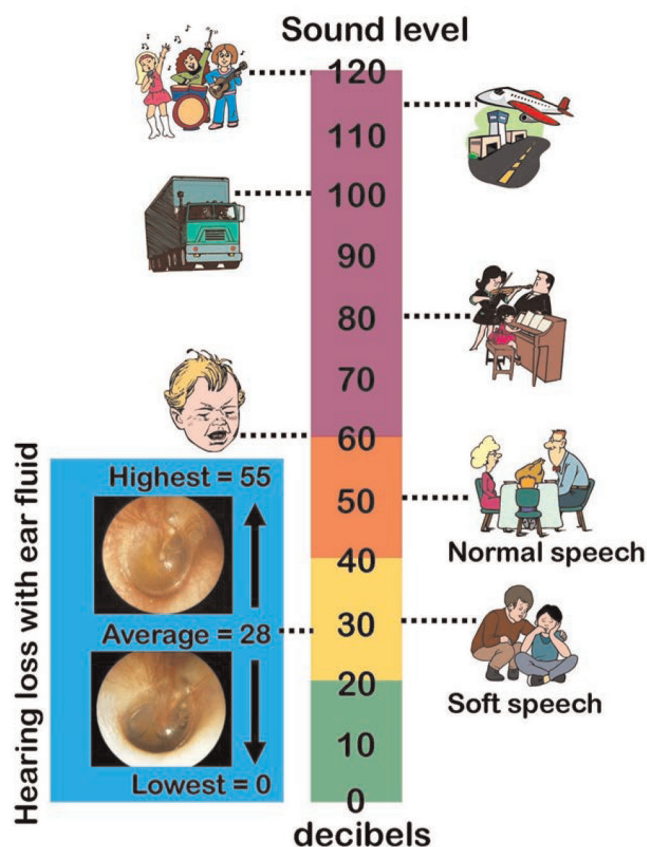 Sound level
120
110
100
90
80
70
60
50
40
30
20
10
0
decibels
Hearing loss with ear fluid
Highest = 55
Average = 28
Lowest = 0
Normal speech
Soft speech